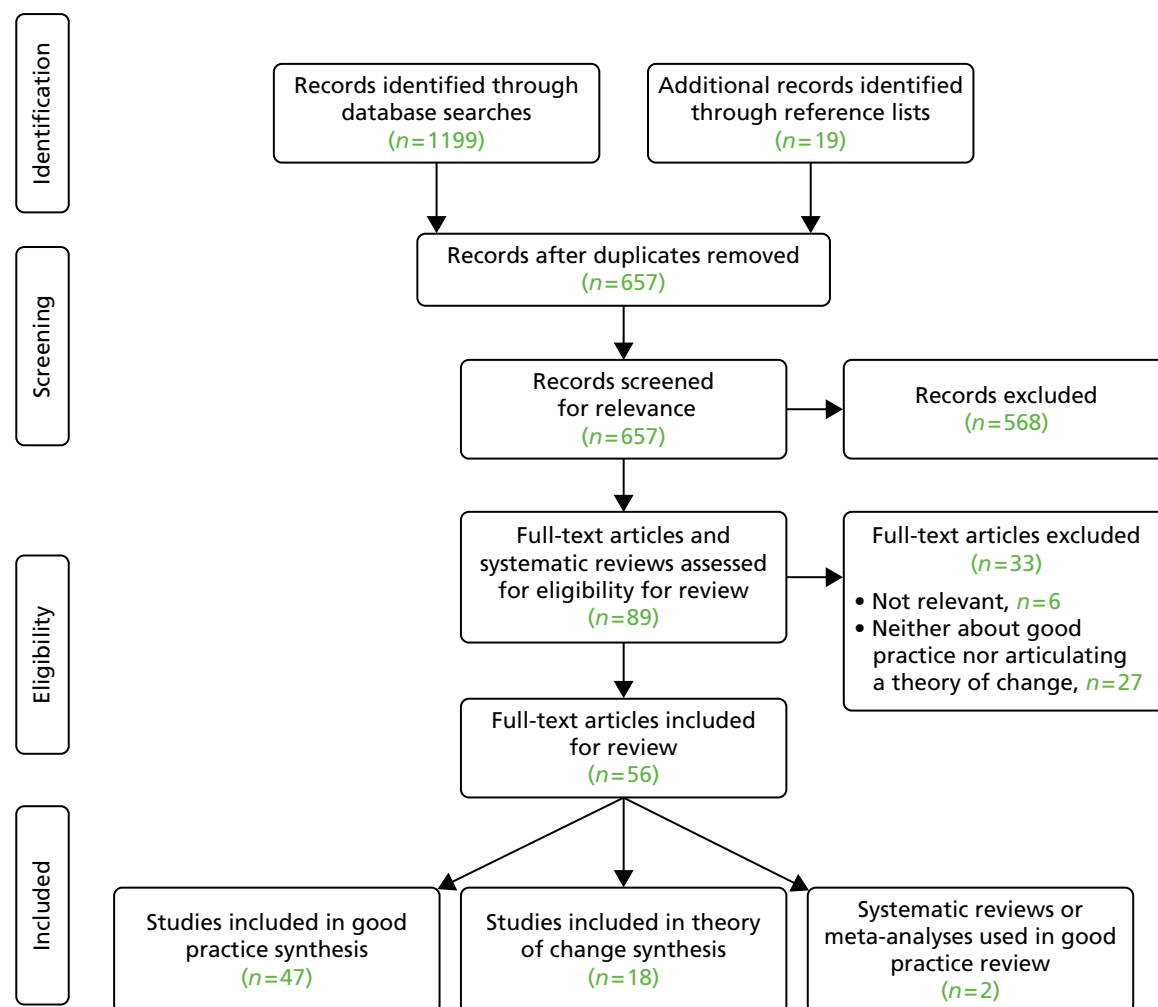 Identification
Records identified through
database searches
(n=1199)
Additional records identified
through reference lists
(n=19)
Screening
Records after duplicates removed
(n=657)
Records screened
for relevance
(n=657)
Records excluded
(n=568)
Eligibility
Full-text articles and
systematic reviews assessed
for eligibility for review
(n=89)
Full-text articles excluded
(n=33)
• Not relevant, n=6
• Neither about good
practice nor articulating
a theory of change, n=27
Full-text articles included
for review
(n=56)
Included
Studies included in good
practice synthesis
(n=47)
Studies included in theory
of change synthesis
(n=18)
Systematic reviews or
meta-analyses used in good
practice review
(n=2)